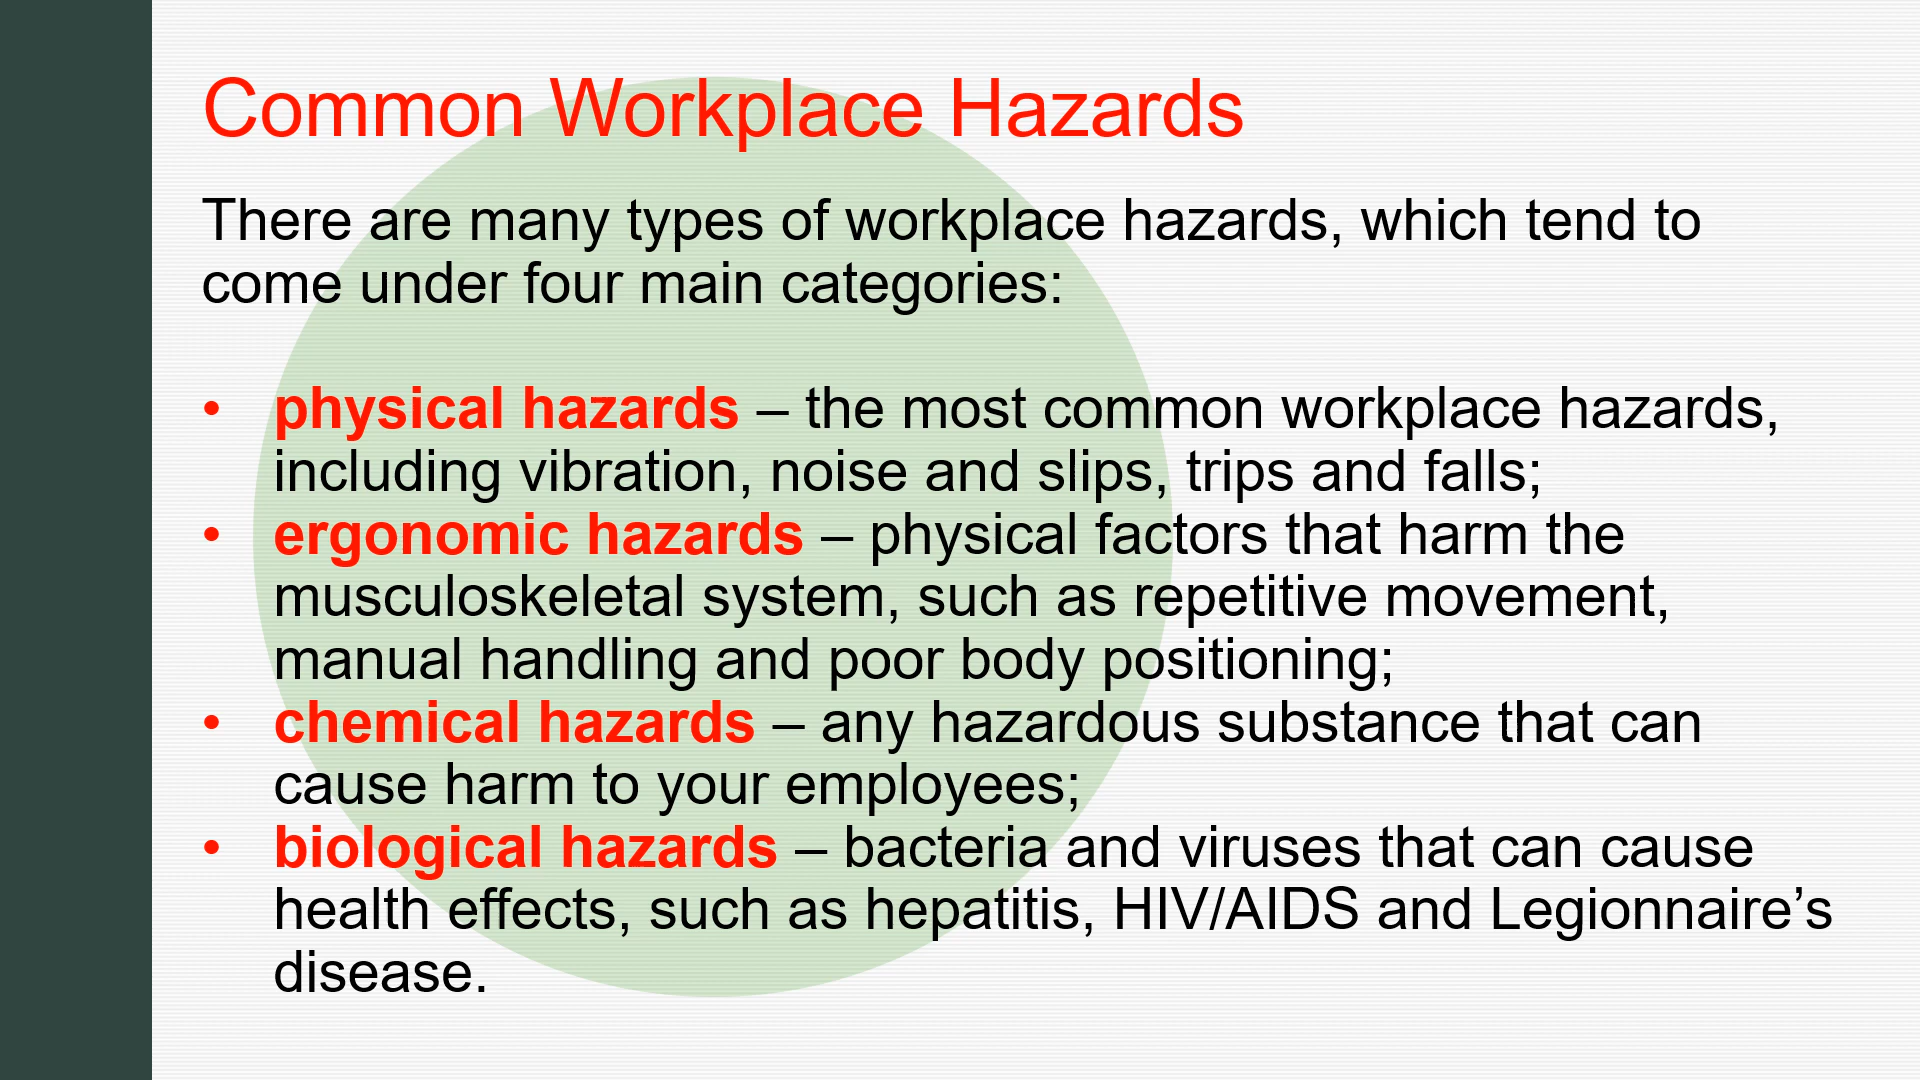 Common Workplace Hazards
There are many types of workplace hazards, which tend to
come under four main categories:
• physical hazards – the most common workplace hazards,
including vibration, noise and slips, trips and falls;
• ergonomic hazards – physical factors that harm the
musculoskeletal system, such as repetitive movement,
manual handling and poor body positioning;
• chemical hazards – any hazardous substance that can
cause harm to your employees;
• biological hazards – bacteria and viruses that can cause
health effects, such as hepatitis, HIV/AIDS and Legionnaire’s
disease.